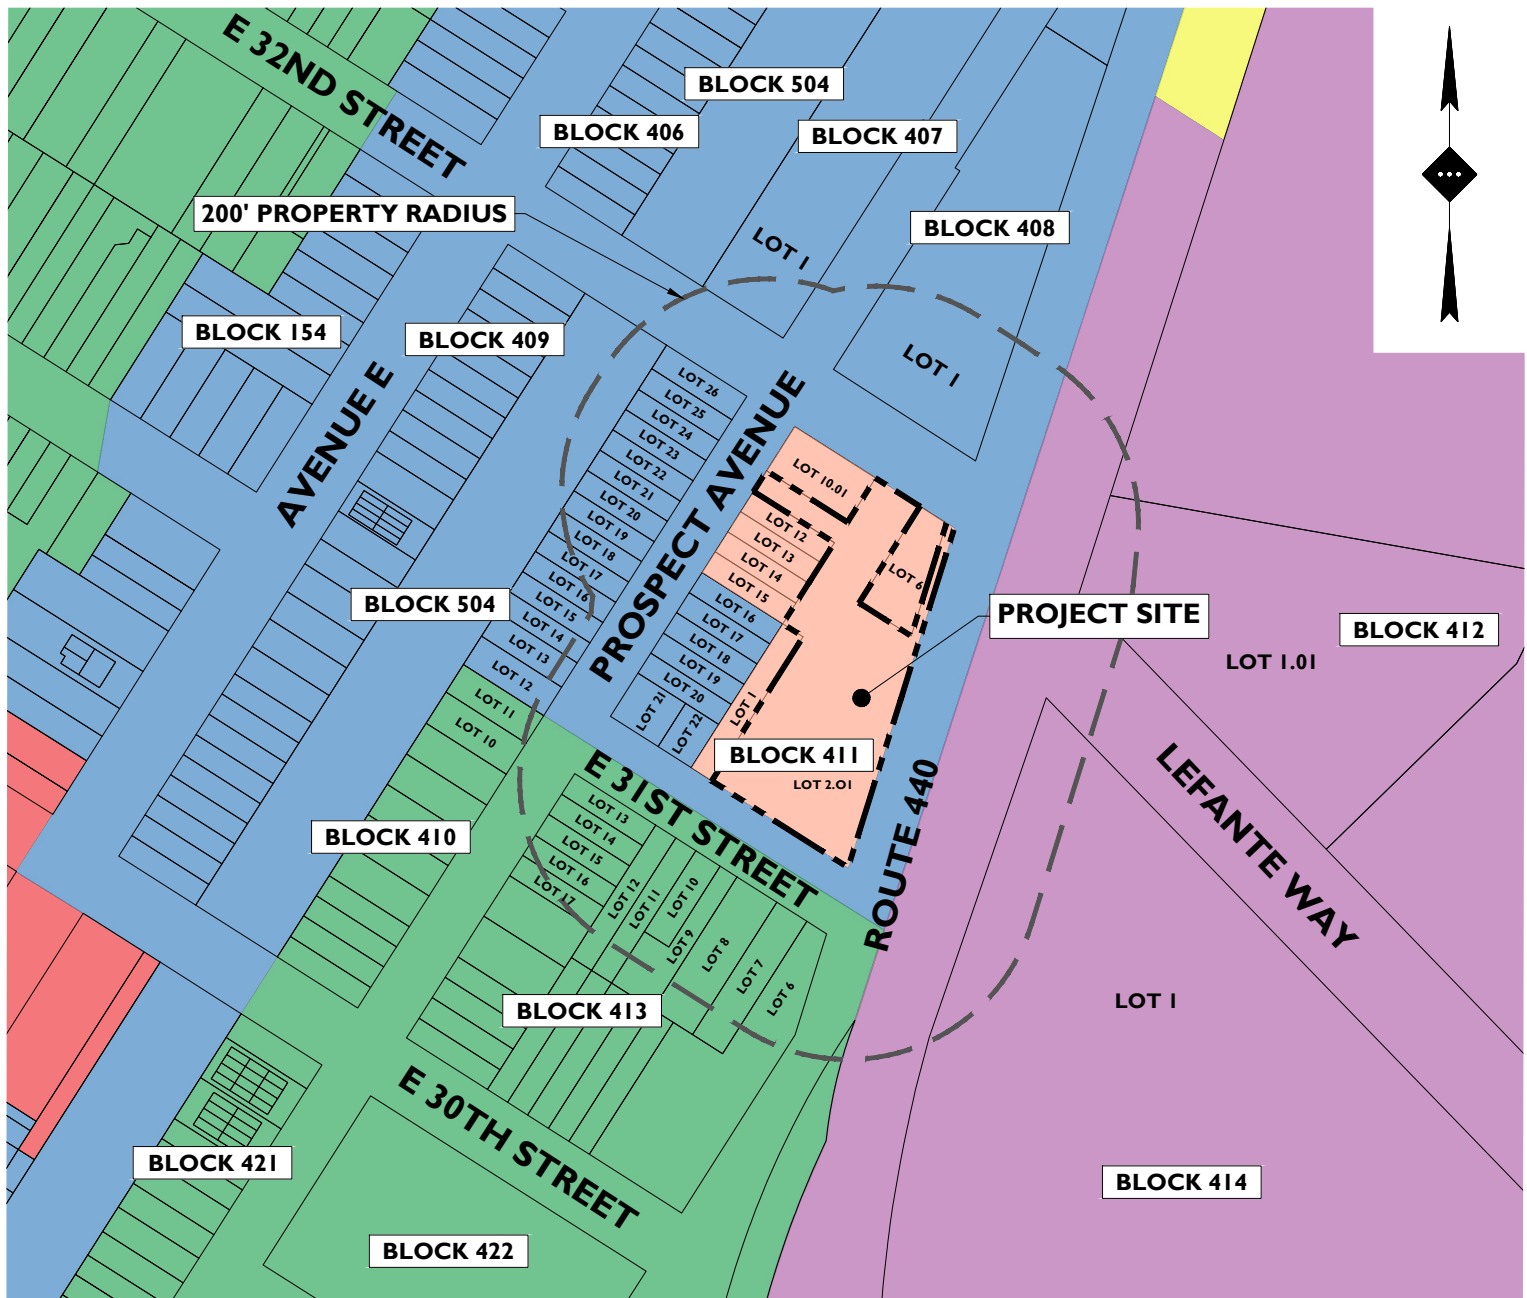 E 32ND STREET
BLOCK 504
BLOCK 406
BLOCK 407
200' PROPERTY RADIUS
BLOCK 408
LOT 1
BLOCK 154
BLOCK 409
LOT 1
AVENUE E
PROSPECT AVENUE
LOT 26
LOT 25
LOT 24
LOT 23
LOT 22
LOT 21
LOT 20
LOT 19
LOT 18
LOT 17
LOT 16
LOT 15
LOT 14
LOT 13
LOT 12
LOT 11
LOT 10
LOT 10.01
LOT 12
LOT 13
LOT 14
LOT 15
LOT 16
LOT 17
LOT 18
LOT 19
LOT 20
LOT 21
LOT 22
LOT 1
LOT 6
BLOCK 504
PROJECT SITE
BLOCK 412
LOT 1.01
BLOCK 411
LOT 2.01
E 31ST STREET
ROUTE 440
LEFANTE WAY
BLOCK 410
LOT 13
LOT 14
LOT 15
LOT 16
LOT 17
LOT 12
LOT 11
LOT 10
LOT 9
LOT 8
LOT 7
LOT 6
LOT 1
BLOCK 413
E 30TH STREET
BLOCK 421
BLOCK 414
BLOCK 422